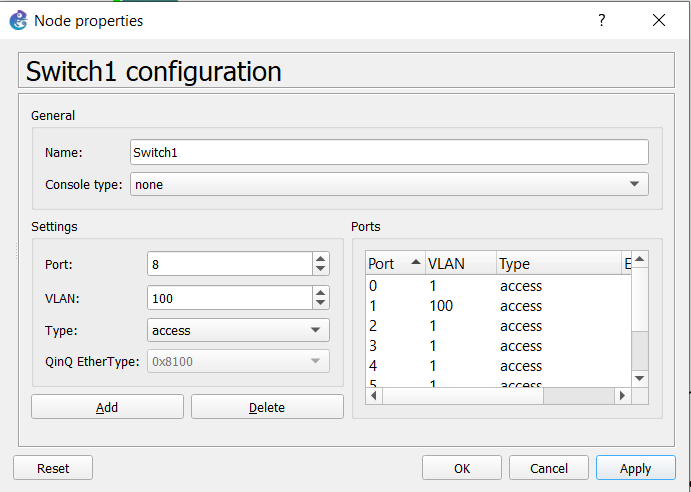 Node properties
?
Switch1 configuration
General
Name: Switch1
Console type: none
Settings
Port: 8
VLAN: 100
Type: access
QinQ EtherType: 0x8100
Add Delete
Ports
Port VLAN Type E
0 1 access
1 100 access
2 1 access
3 1 access
4 1 access
5 1 access
Reset OK Cancel Apply